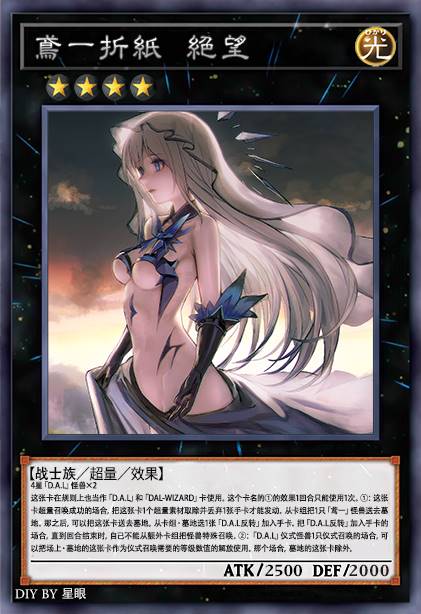 鳶一折紙 絶望
ひかり
光
【战士族／超量／效果】
4星「D.A.L」怪兽×2
这张卡在规则上也当作「D.A.L」和「DAL-WIZARD」卡使用。这个卡名的①的效果1回合只能使用1次。①：这张
卡超量召唤成功的场合，把这张卡1个超量素材取除并丢弃1张手卡才能发动。从卡组把1只「鸢一」怪兽送去墓
地。那之后，可以把这张卡送去墓地。从卡组·墓地选1张「D.A.L反转」加入手卡。把「D.A.L反转」加入手卡的
场合，直到回合结束时，自己不能从额外卡组把怪兽特殊召唤。②：「D.A.L」仪式怪兽1只仪式召唤的场合，可
以把场上·墓地的这张卡作为仪式召唤需要的等级数值的解放使用。那个场合，墓地的这张卡除外。
ATK/2500 DEF/2000
DIY BY 星眼